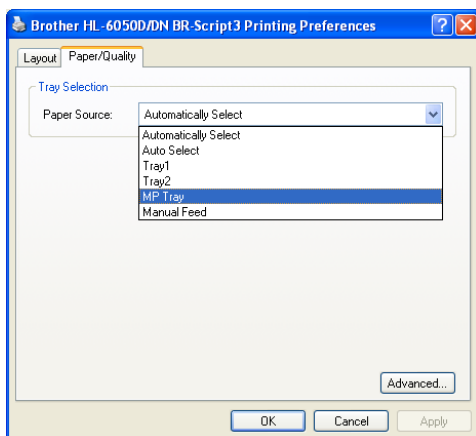 Brother HL-6050D/DN BR-Script3 Printing Preferences
Layout Paper/Quality
Tray Selection
Paper Source: Automatically Select
Automatically Select
Auto Select
Tray1
Tray2
MP Tray
Manual Feed
Advanced...
OK Cancel Apply